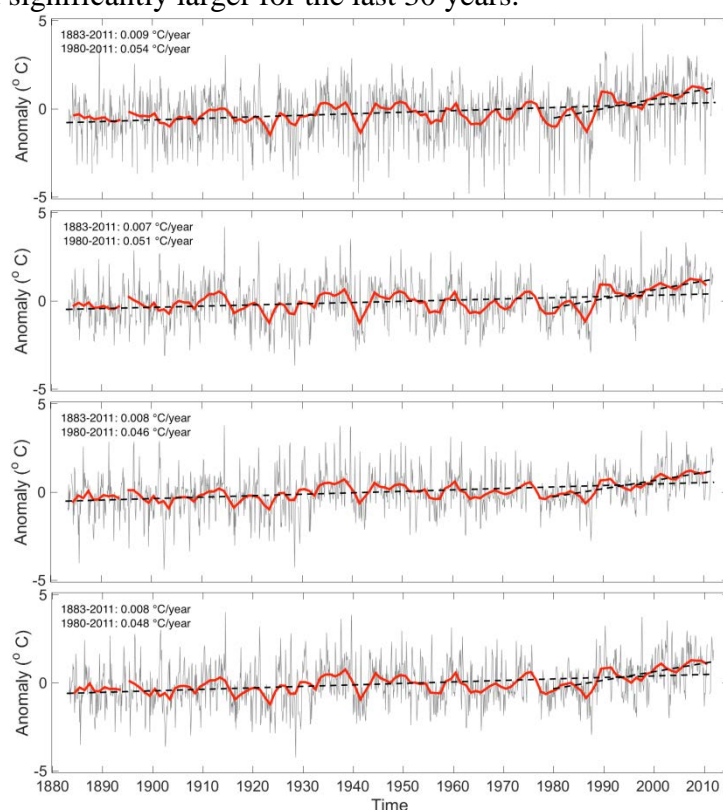 significantly larger for the last 30 years.
1883-2011: 0.009 °C/year
1980-2011: 0.054 °C/year
5
0
-5
Anomaly (° C)
1883-2011: 0.007 °C/year
1980-2011: 0.051 °C/year
5
0
-5
Anomaly (° C)
1883-2011: 0.008 °C/year
1980-2011: 0.046 °C/year
5
0
-5
Anomaly (° C)
1883-2011: 0.008 °C/year
1980-2011: 0.048 °C/year
5
0
-5
Anomaly (° C)
1880 1890 1900 1910 1920 1930 1940 1950 1960 1970 1980 1990 2000 2010
Time